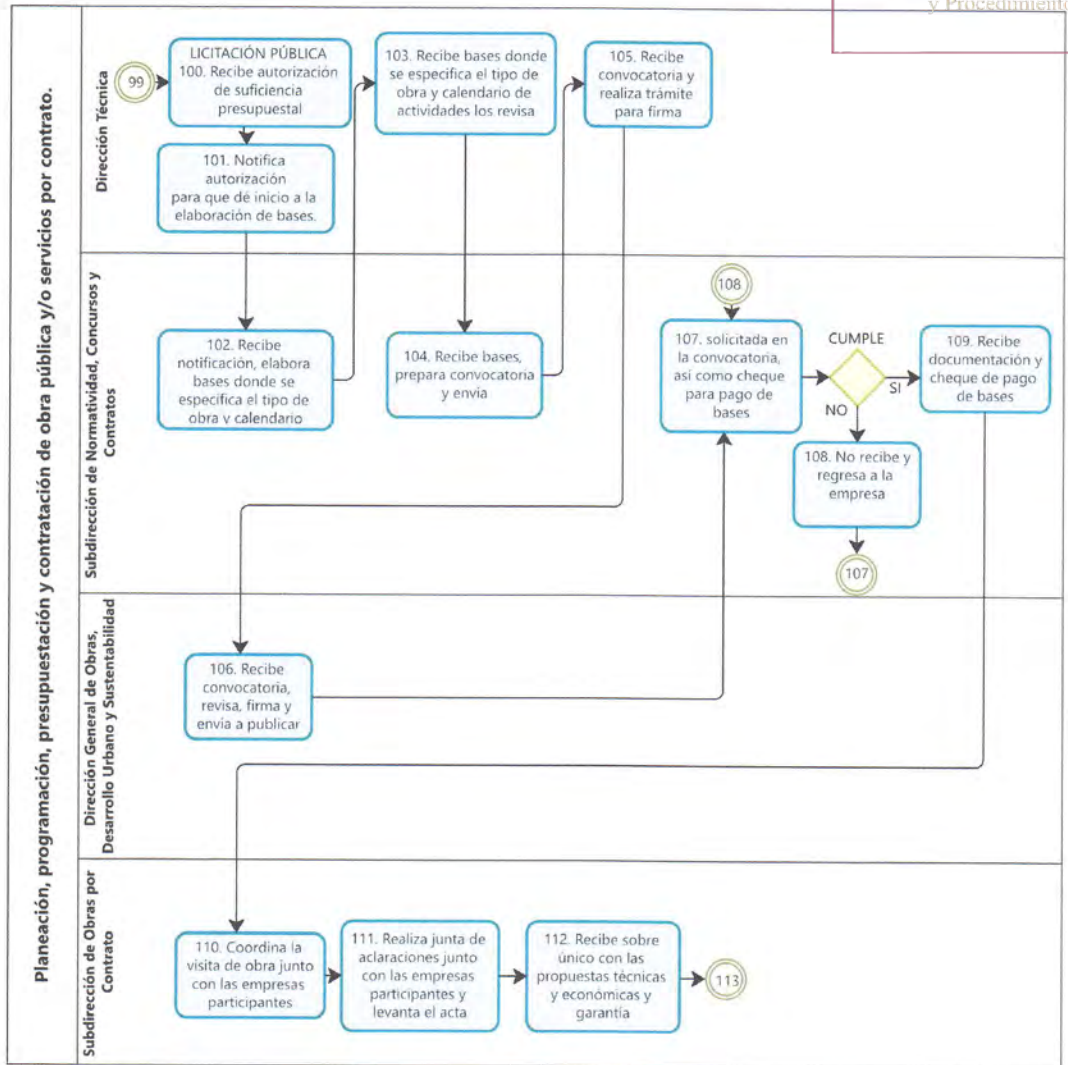 y Procedimiento
Planeación, programación, presupuestación y contratación de obra pública y/o servicios por contrato.
Dirección Técnica
99
LICITACIÓN PÚBLICA
100. Recibe autorización
de suficiencia
presupuestal
101. Notifica
autorización
para que dé inicio a la
elaboración de bases.
103. Recibe bases donde
se especifica el tipo de
obra y calendario de
actividades los revisa
105. Recibe
convocatoria y
realiza trámite
para firma
Subdirección de Normatividad, Concursos y
Contratos
102. Recibe
notificación, elabora
bases donde se
especifica el tipo de
obra y calendario
104. Recibe bases,
prepara convocatoria
y envía
108
107. solicitada en
la convocatoria,
así como cheque
para pago de
bases
CUMPLE
SI
NO
109. Recibe
documentación y
cheque de pago
de bases
108. No recibe y
regresa a la
empresa
107
Dirección General de Obras,
Desarrollo Urbano y Sustentabilidad
106. Recibe
convocatoria,
revisa, firma y
envía a publicar
Subdirección de Obras por
Contrato
110. Coordina la
visita de obra junto
con las empresas
participantes
111. Realiza junta de
aclaraciones junto
con las empresas
participantes y
levanta el acta
112. Recibe sobre
único con las
propuestas técnicas
y económicas y
garantía
113